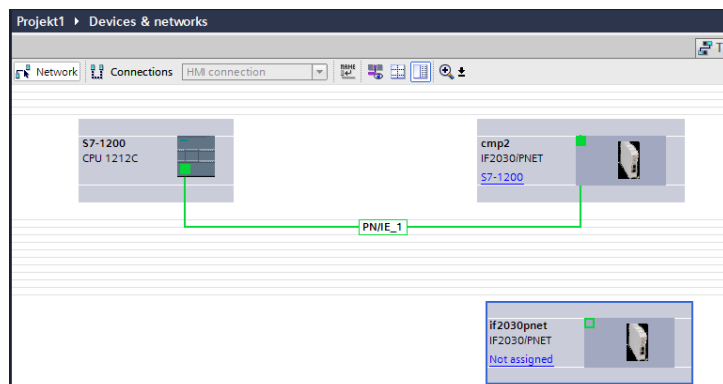 Projekt1 ▸ Devices & networks
Network Connections HMI connection
S7-1200
CPU 1212C
cmp2
IF2030/PNET
S7-1200
PN/IE_1
if2030pnet
IF2030/PNET
Not assigned